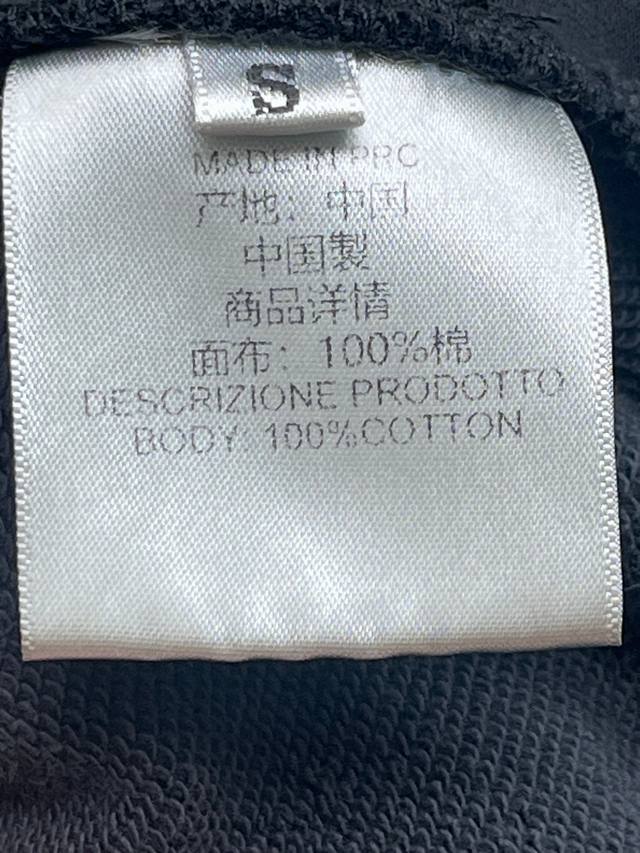 S
MADE IN PRC
产地：中国
中国製
商品详情
面布：100%棉
DESCRIZIONE PRODOTTO
BODY: 100%COTTON